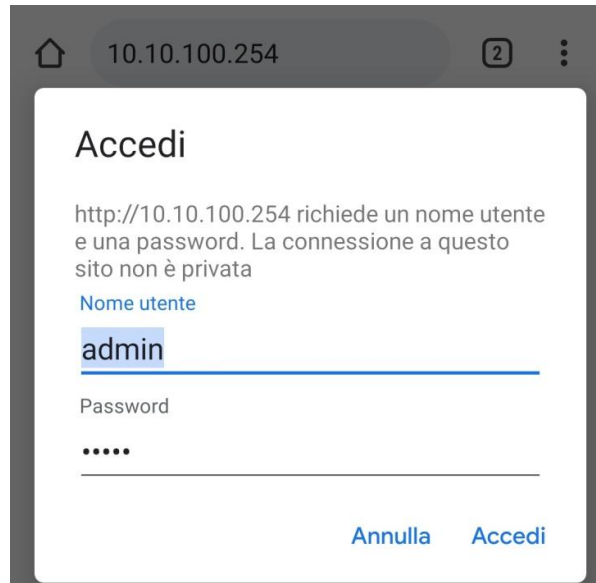 10.10.100.254
2
Accedi
http://10.10.100.254 richiede un nome utente
e una password. La connessione a questo
sito non è privata
Nome utente
admin
Password
•••••
Annulla Accedi